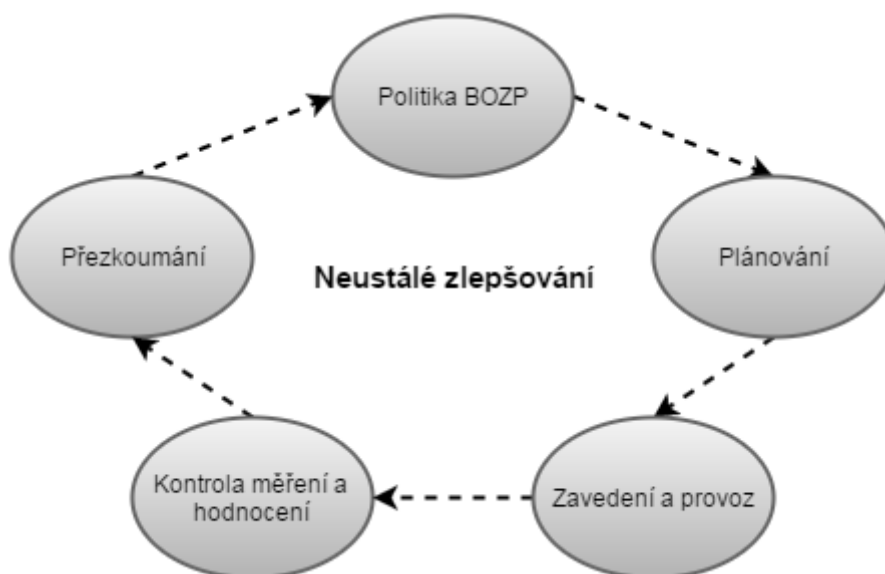 Politika BOZP
Přezkoumání
Neustálé zlepšování
Plánování
Kontrola měření a
hodnocení
Zavedení a provoz